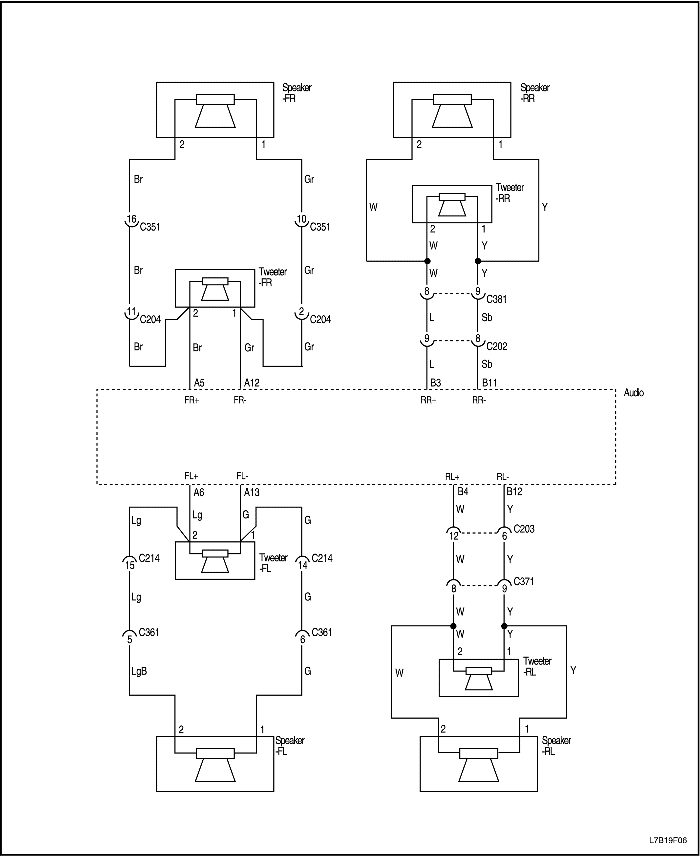 Speaker
-FR
Speaker
-RR
2 1 2 1
Tweeter
-RR
Br Gr W Y
2 1
16 C351 10 C351
W Y
Br Gr
Tweeter
-FR
W Y
8 9 C381
11 C204 2 C204
2 1
L Sb
9 8 C202
Br Br Gr Gr
L Sb
A5 A12 B3 B11
FR+ FR- RR+ RR-
Audio
FL+ FL- RL+ RL-
A6 A13 B4 B12
Lg Lg G G
W Y
2 1
12 6 C203
15 C214
Tweeter
-FL
14 C214
W Y
8 9 C371
Lg G
W Y
5 C361 6 C361
W Y
2 1
Tweeter
-RL
LgB G W Y
2 1 2 1
Speaker
-FL
Speaker
-RL
L7B19F06